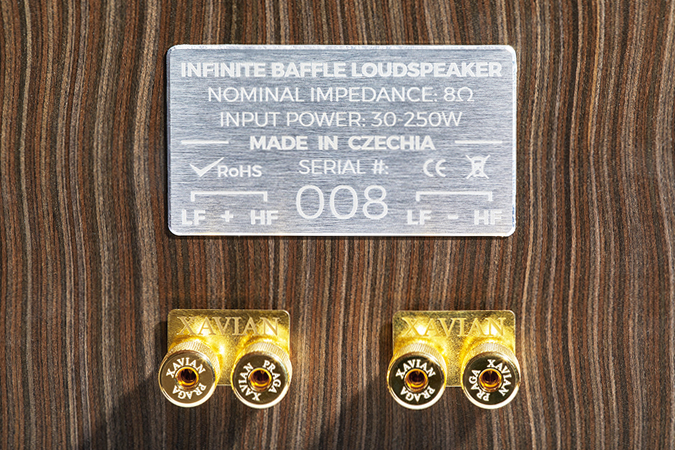 INFINITE BAFFLE LOUDSPEAKER
NOMINAL IMPEDANCE: 8Ω
INPUT POWER: 30-250W
MADE IN CZECHIA
RoHS SERIAL #: CE
LF + HF 008 LF - HF
XAVIAN XAVIAN
XAVIAN PRAGA
XAVIAN PRAGA
XAVIAN PRAGA
XAVIAN PRAGA